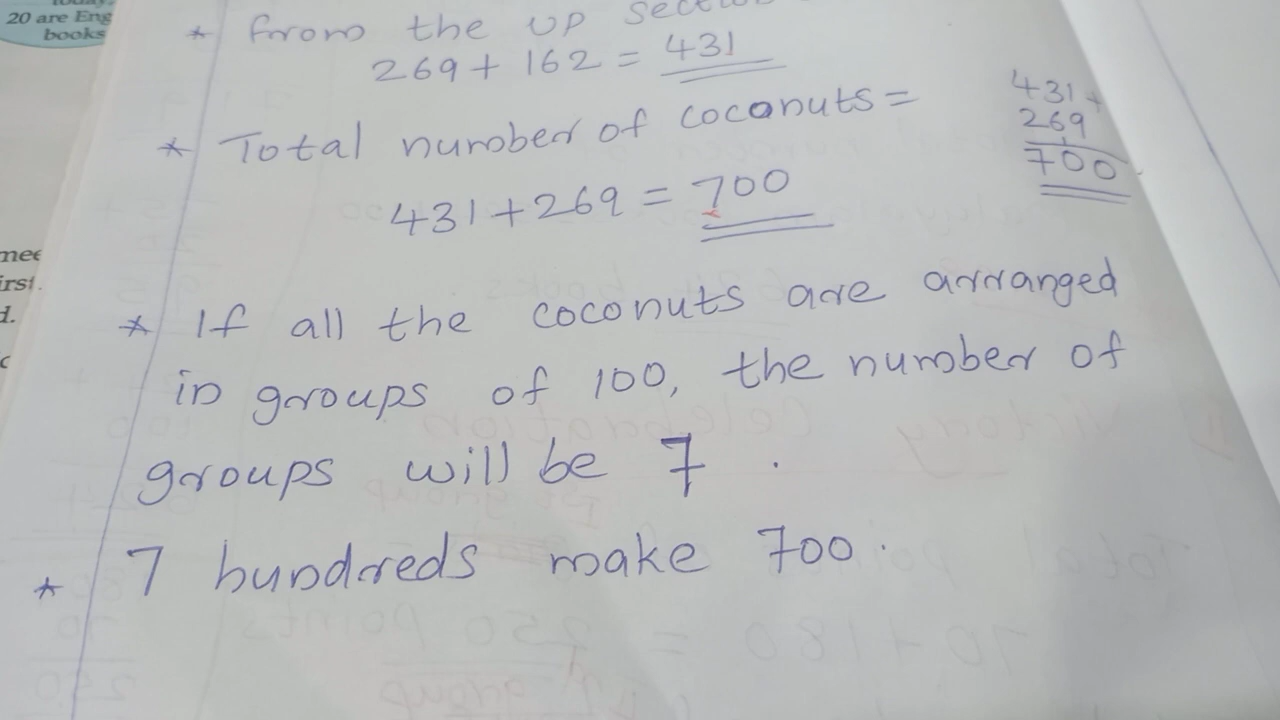 20 are Eng
books
* From the UP
269 + 162 = 431
* Total number of coconuts =
431 + 269 = 700
431 +
269
700
* If all the coconuts are arranged
in groups of 100, the number of
groups will be 7 .
* 7 hundreds make 700.
irst.
d.